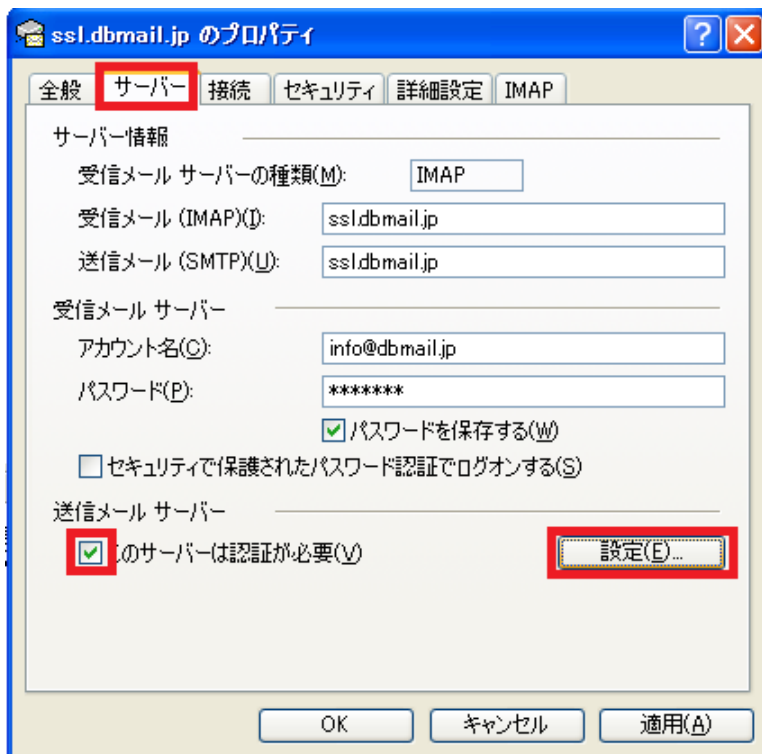 ssl.dbmail.jp のプロパティ
全般 サーバー 接続 セキュリティ 詳細設定 IMAP
サーバー情報
受信メール サーバーの種類(M): IMAP
受信メール (IMAP)(I): ssl.dbmail.jp
送信メール (SMTP)(U): ssl.dbmail.jp
受信メール サーバー
アカウント名(C): info@dbmail.jp
パスワード(P): *******
パスワードを保存する(W)
セキュリティで保護されたパスワード認証でログオンする(S)
送信メール サーバー
このサーバーは認証が必要(V) 設定(E)...
OK キャンセル 適用(A)